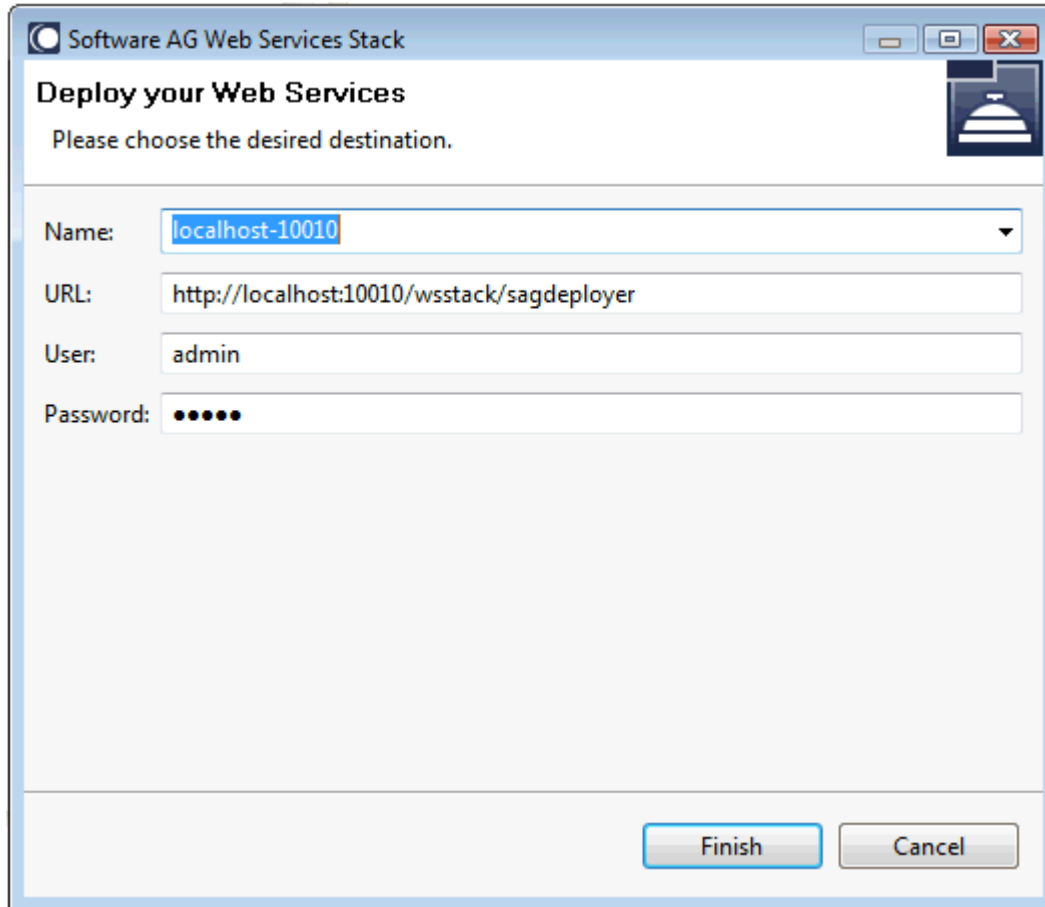 Software AG Web Services Stack
Deploy your Web Services
Please choose the desired destination.
Name: localhost-10010
URL: http://localhost:10010/wsstack/sagdeployer
User: admin
Password: •••••
Finish Cancel